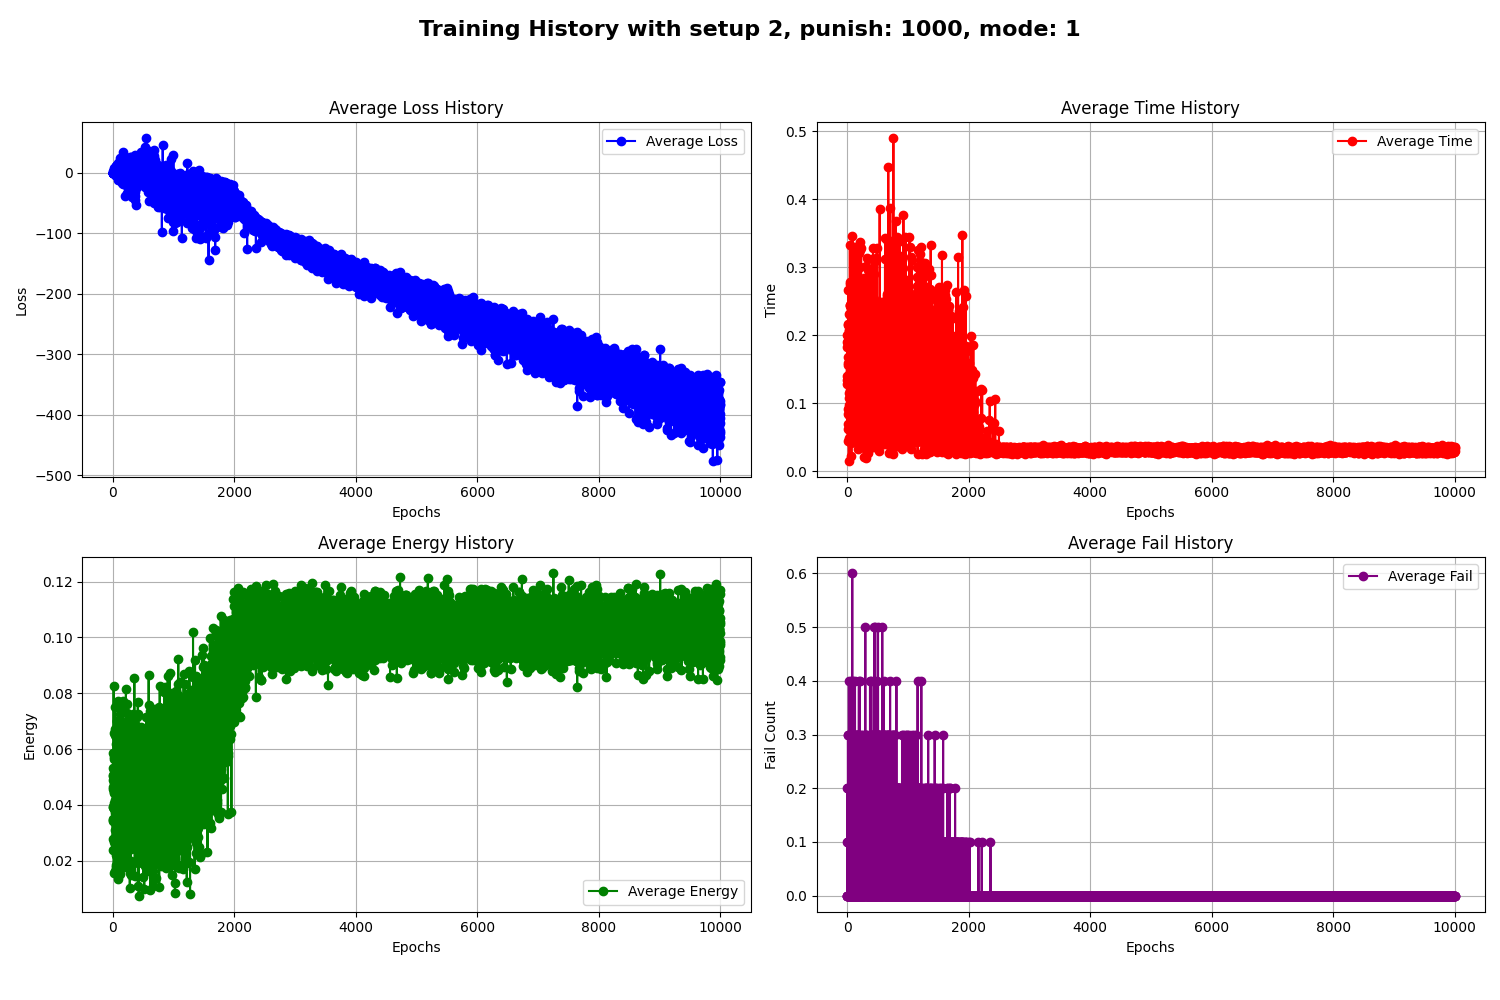 Training History with setup 2, punish: 1000, mode: 1
Average Loss History
Average Loss
Loss
0
−100
−200
−300
−400
−500
0 2000 4000 6000 8000 10000
Epochs
Average Time History
Average Time
Time
0.5
0.4
0.3
0.2
0.1
0.0
0 2000 4000 6000 8000 10000
Epochs
Average Energy History
Average Energy
Energy
0.12
0.10
0.08
0.06
0.04
0.02
0 2000 4000 6000 8000 10000
Epochs
Average Fail History
Average Fail
Fail Count
0.6
0.5
0.4
0.3
0.2
0.1
0.0
0 2000 4000 6000 8000 10000
Epochs